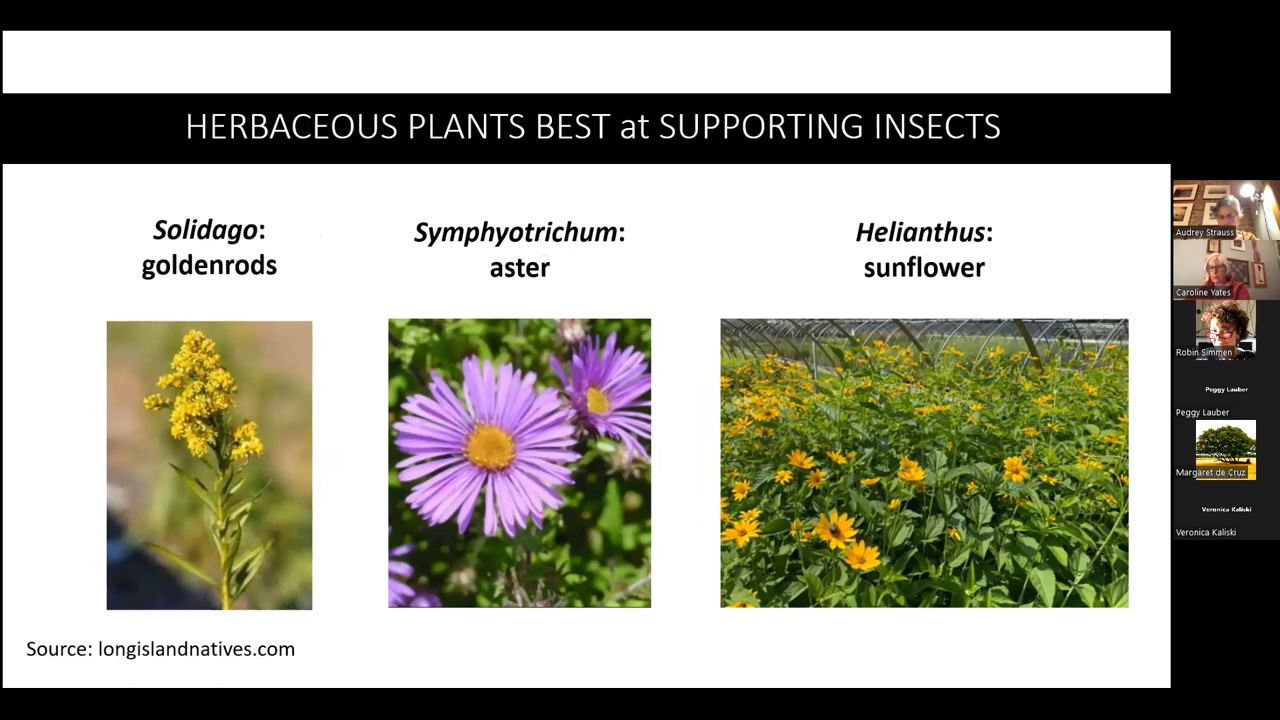 HERBACEOUS PLANTS BEST at SUPPORTING INSECTS
Solidago:
goldenrods
Symphyotrichum:
aster
Helianthus:
sunflower
Source: longislandnatives.com
Audrey Strauss
Caroline Yates
Robin Simmen
Peggy Lauber
Peggy Lauber
Margaret de Cruz
Veronica Kaliski
Veronica Kaliski